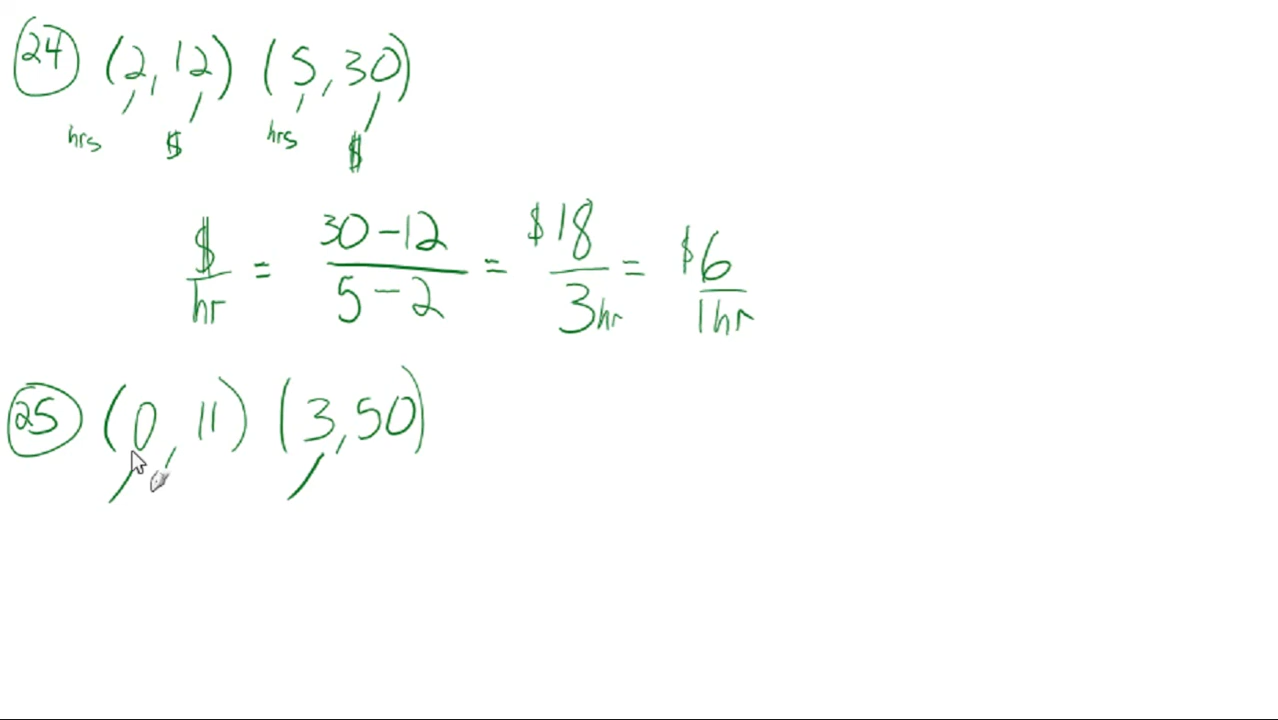 24 (2, 12) (5, 30)
hrs $ hrs $
$/hr = 30-12/5-2 = $18/3hr = $6/1hr
25 (0, 11) (3, 50)